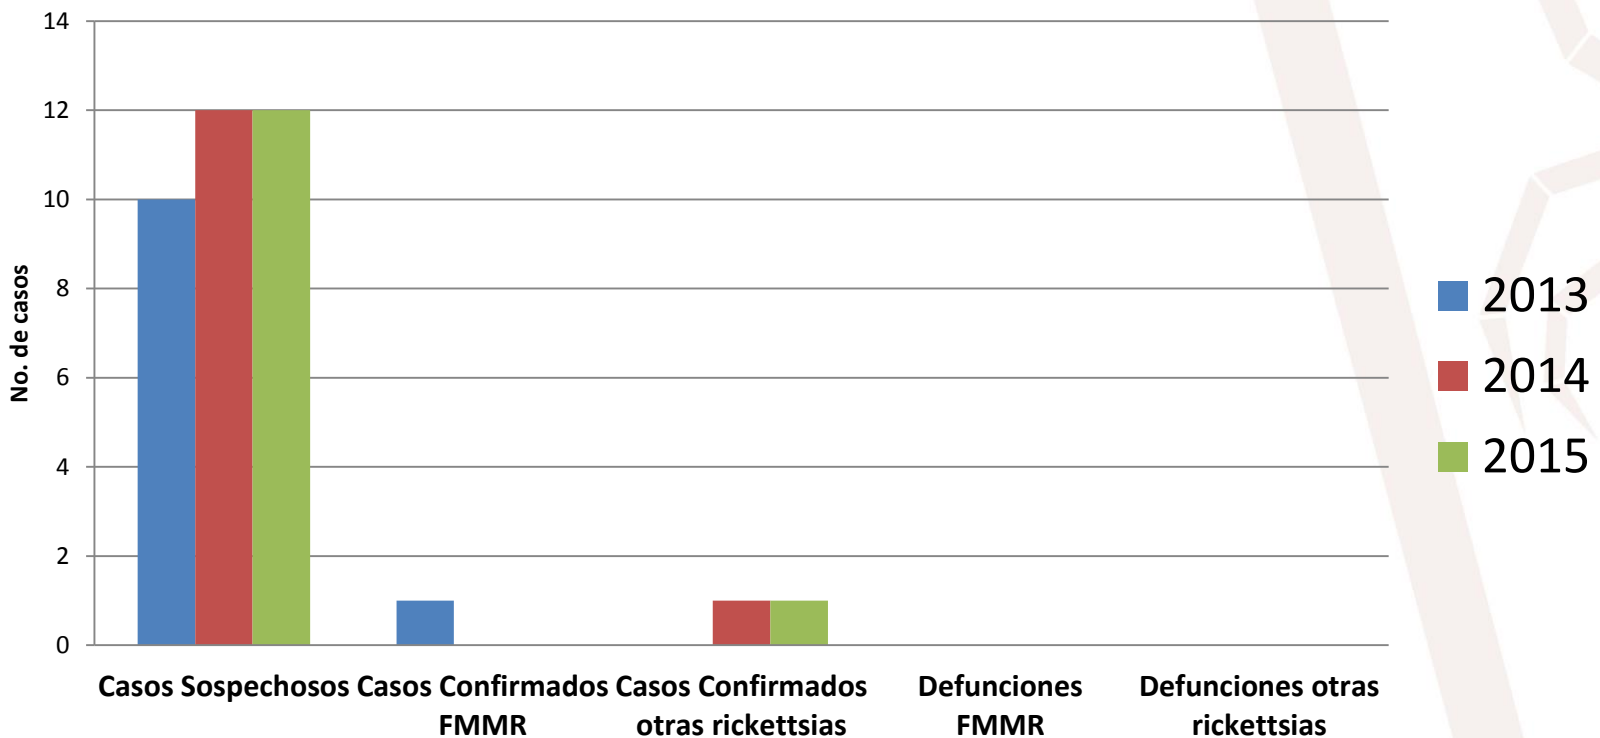 14
12
10
8
6
4
2
0
No. de casos
Casos Sospechosos
Casos Confirmados
FMMR
Casos Confirmados
otras rickettsias
Defunciones
FMMR
Defunciones otras
rickettsias
2013
2014
2015